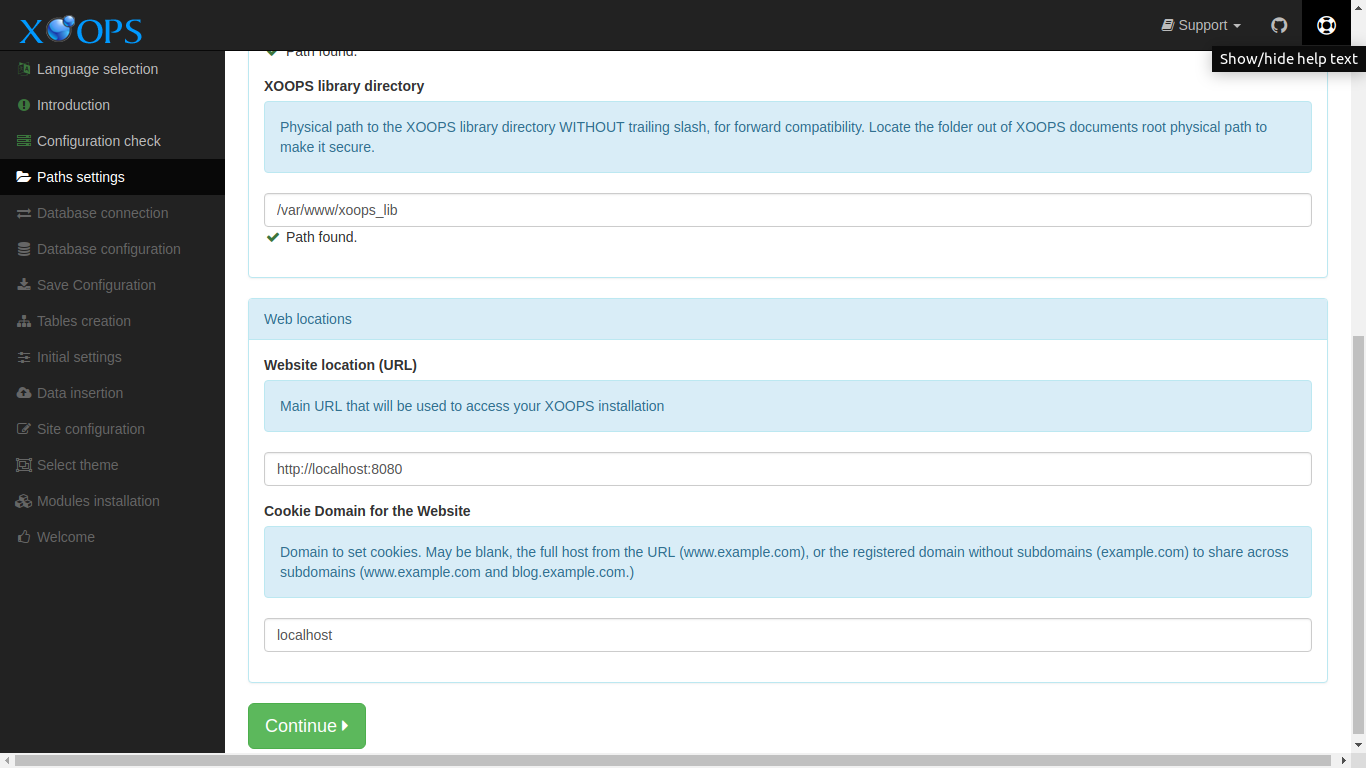 XOOPS
Support
Show/hide help text
Language selection
Introduction
Configuration check
Paths settings
Database connection
Database configuration
Save Configuration
Tables creation
Initial settings
Data insertion
Site configuration
Select theme
Modules installation
Welcome
Path found.
XOOPS library directory
Physical path to the XOOPS library directory WITHOUT trailing slash, for forward compatibility. Locate the folder out of XOOPS documents root physical path to
make it secure.
/var/www/xoops_lib
Path found.
Web locations
Website location (URL)
Main URL that will be used to access your XOOPS installation
http://localhost:8080
Cookie Domain for the Website
Domain to set cookies. May be blank, the full host from the URL (www.example.com), or the registered domain without subdomains (example.com) to share across
subdomains (www.example.com and blog.example.com.)
localhost
Continue